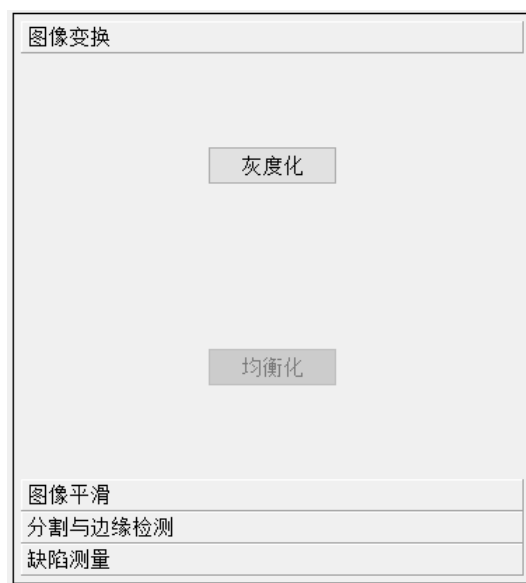 图像变换
灰度化
均衡化
图像平滑
分割与边缘检测
缺陷测量